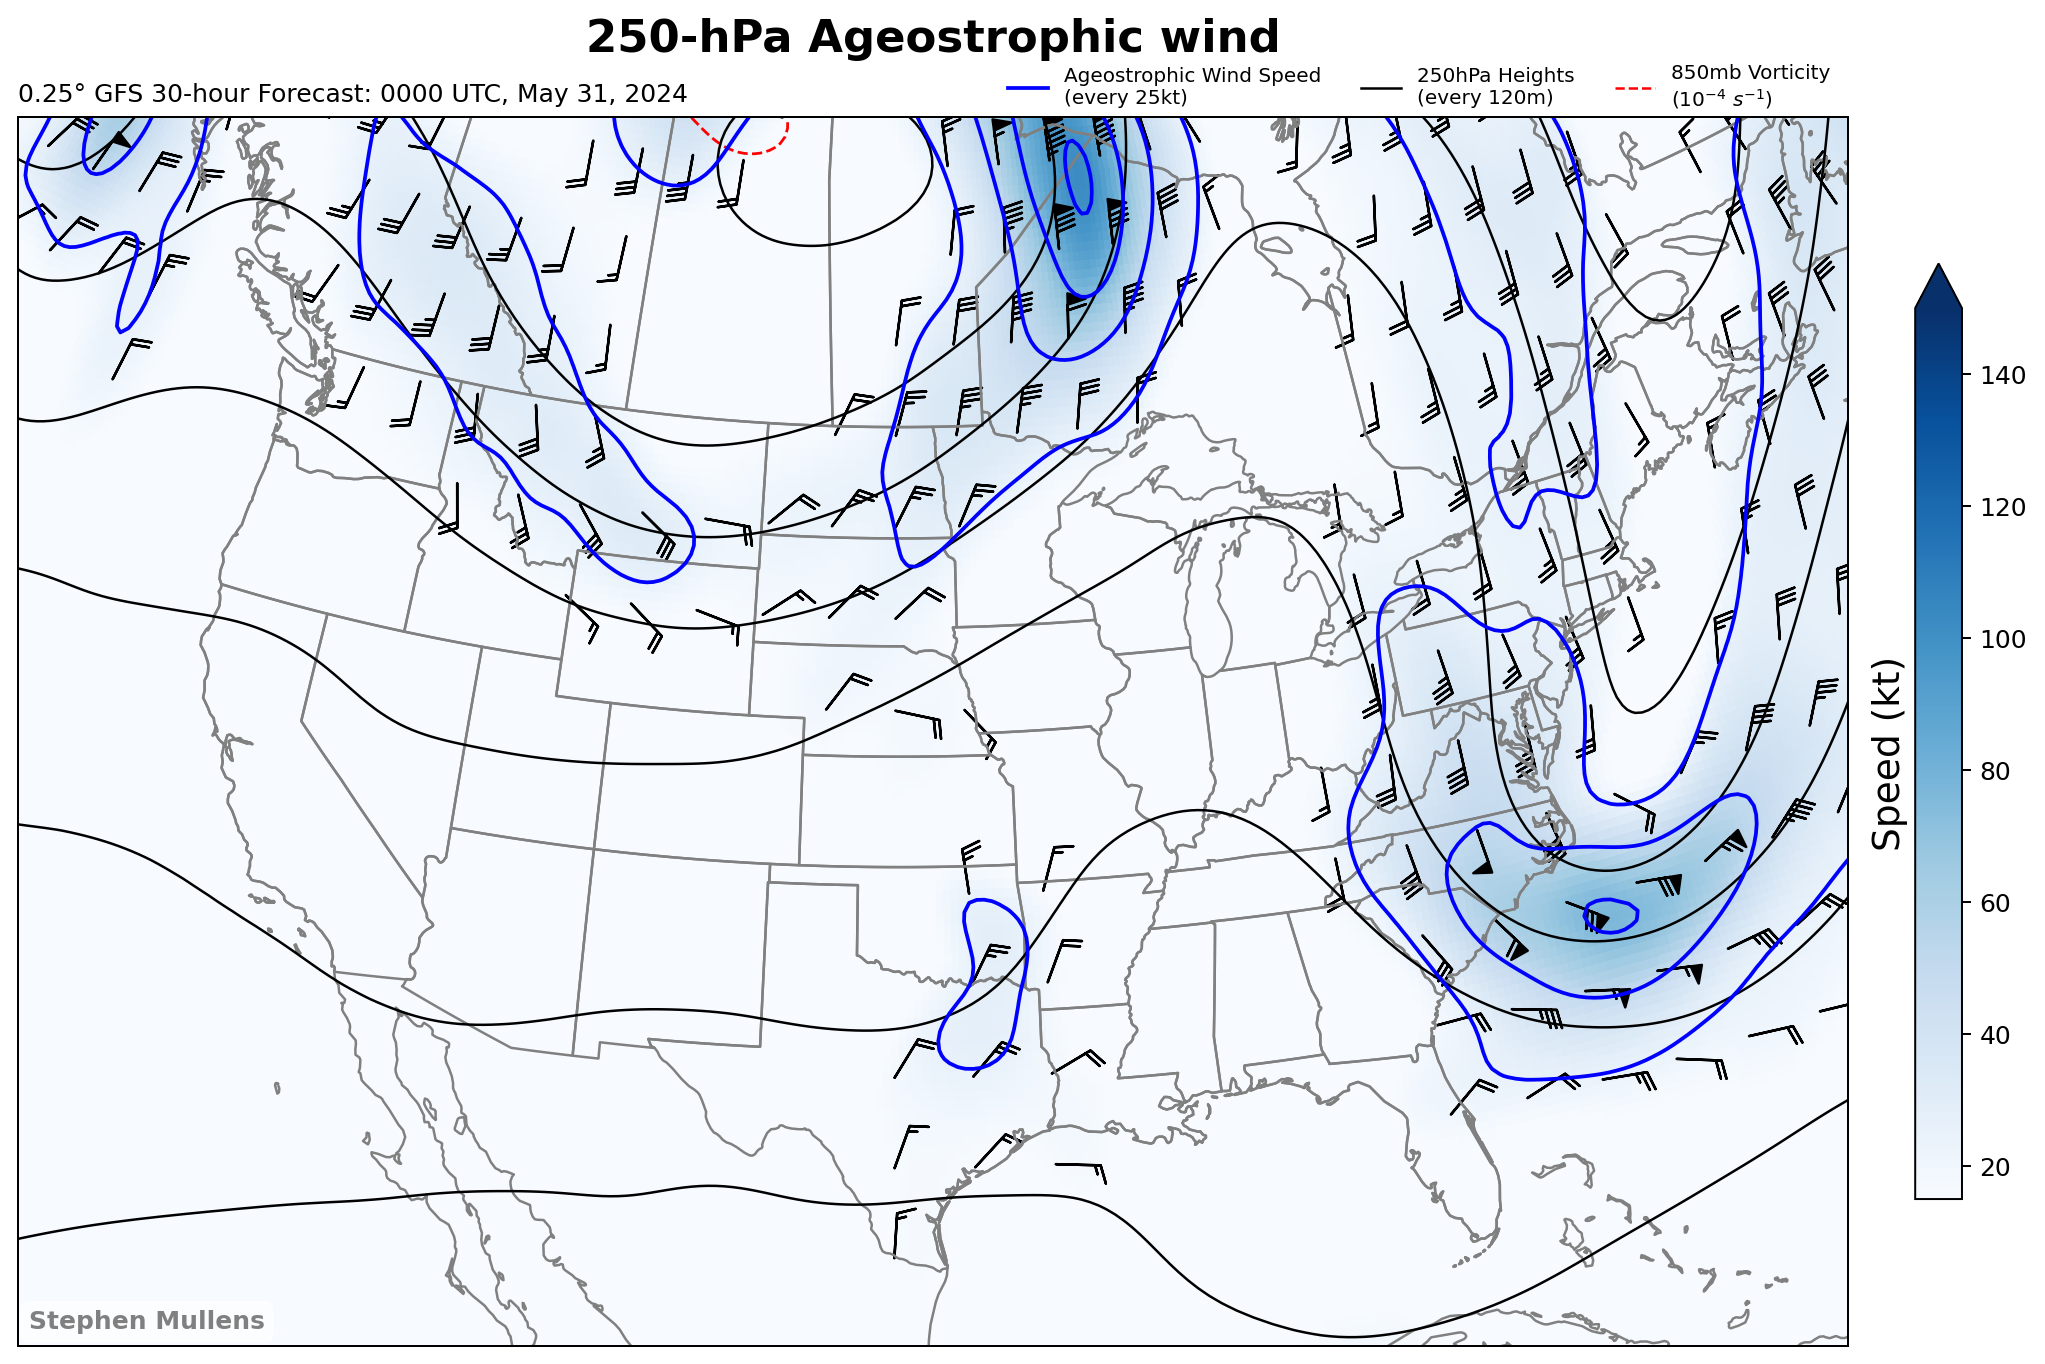 250-hPa Ageostrophic wind
0.25° GFS 30-hour Forecast: 0000 UTC, May 31, 2024
Ageostrophic Wind Speed
(every 25kt)
250hPa Heights
(every 120m)
850mb Vorticity
(10⁻⁴ s⁻¹)
140
120
100
80
60
40
20
Speed (kt)
Stephen Mullens